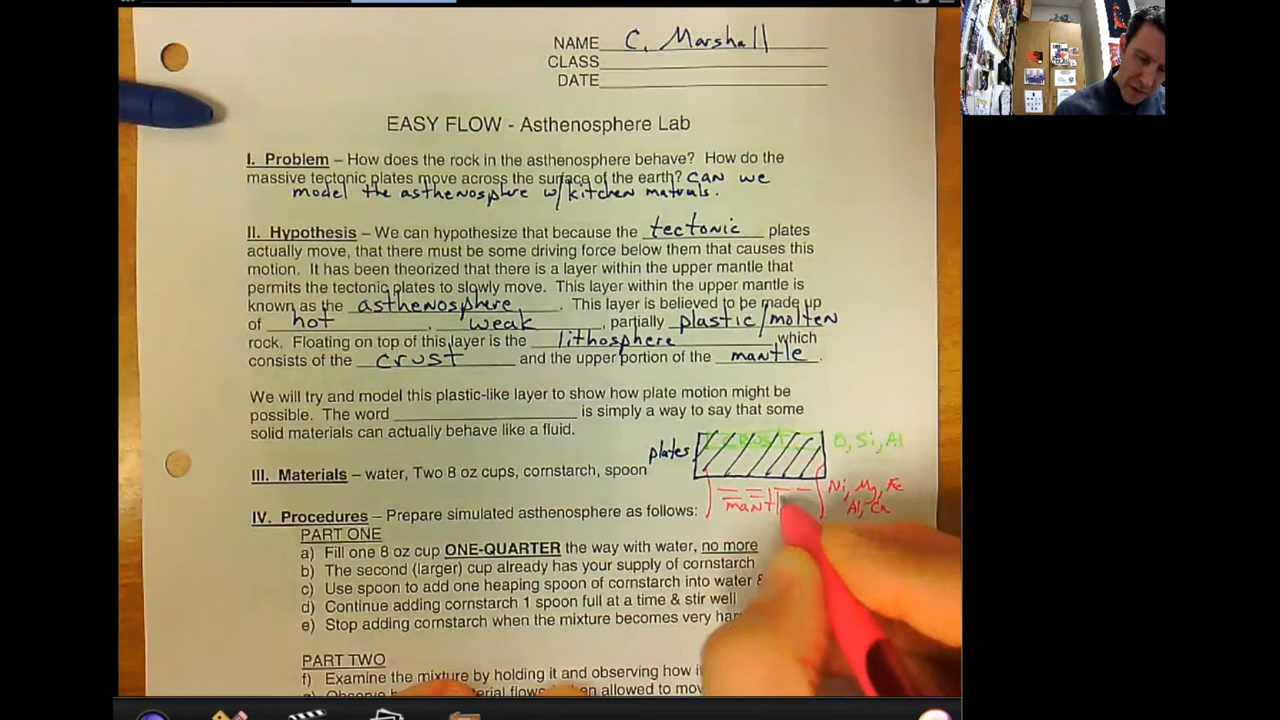 NAME C. Marshall
CLASS
DATE
EASY FLOW - Asthenosphere Lab
I. Problem – How does the rock in the asthenosphere behave? How do the
massive tectonic plates move across the surface of the earth? CAN we
model the asthenosphere w/kitchen materials.
II. Hypothesis – We can hypothesize that because the tectonic plates
actually move, that there must be some driving force below them that causes this
motion. It has been theorized that there is a layer within the upper mantle that
permits the tectonic plates to slowly move. This layer within the upper mantle is
known as the asthenosphere. This layer is believed to be made up
of hot, weak, partially plastic/molten
rock. Floating on top of this layer is the lithosphere which
consists of the crust and the upper portion of the mantle.
We will try and model this plastic-like layer to show how plate motion might be
possible. The word ____________ is simply a way to say that some
solid materials can actually behave like a fluid.
crust O, Si, Al
plates
III. Materials – water, Two 8 oz cups, cornstarch, spoon
Ni, Mg, Fe
mantl Al, Ca
IV. Procedures – Prepare simulated asthenosphere as follows:
PART ONE
a) Fill one 8 oz cup ONE-QUARTER the way with water, no more
b) The second (larger) cup already has your supply of cornstarch
c) Use spoon to add one heaping spoon of cornstarch into water &
d) Continue adding cornstarch 1 spoon full at a time & stir well
e) Stop adding cornstarch when the mixture becomes very har
PART TWO
f) Examine the mixture by holding it and observing how i
g) Observe erial flows when allowed to mov